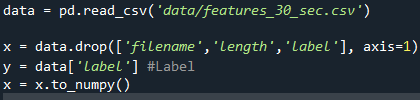 data = pd.read_csv('data/features_30_sec.csv')
x = data.drop(['filename','length','label'], axis=1)
y = data['label'] #Label
x = x.to_numpy()